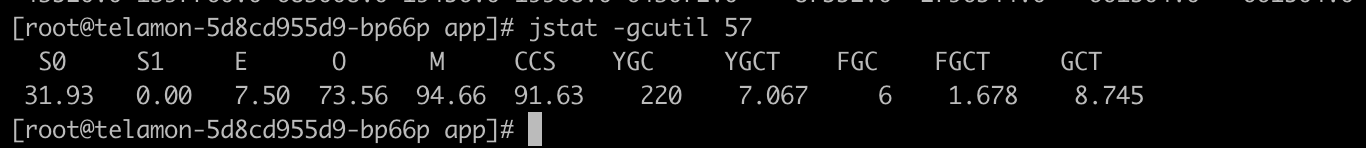 [root@telamon-5d8cd955d9-bp66p app]# jstat -gcutil 57
S0 S1 E O M CCS YGC YGCT FGC FGCT GCT
31.93 0.00 7.50 73.56 94.66 91.63 220 7.067 6 1.678 8.745
[root@telamon-5d8cd955d9-bp66p app]#